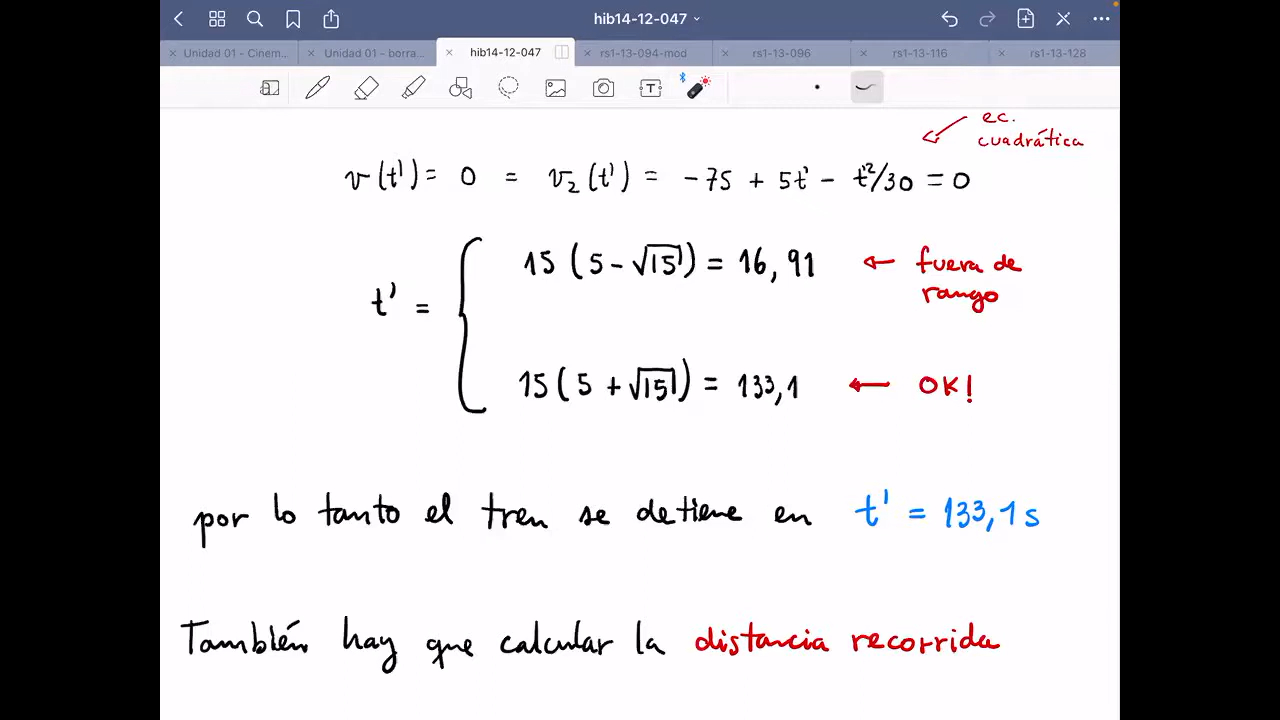 hib14-12-047
Unidad 01 - Cinem...
Unidad 01 - borra...
hib14-12-047
rs1-13-094-mod
rs1-13-096
rs1-13-116
rs1-13-128
T
ec.
cuadrática
v(t') = 0 = v₂(t') = -75 + 5t' - t'²/30 = 0
15 (5 - √15) = 16,91 ← fuera de
rango
t' = {
15 (5 + √15) = 133,1 ← OK!
por lo tanto el tren se detiene en t' = 133,1 s
También hay que calcular la distancia recorrida